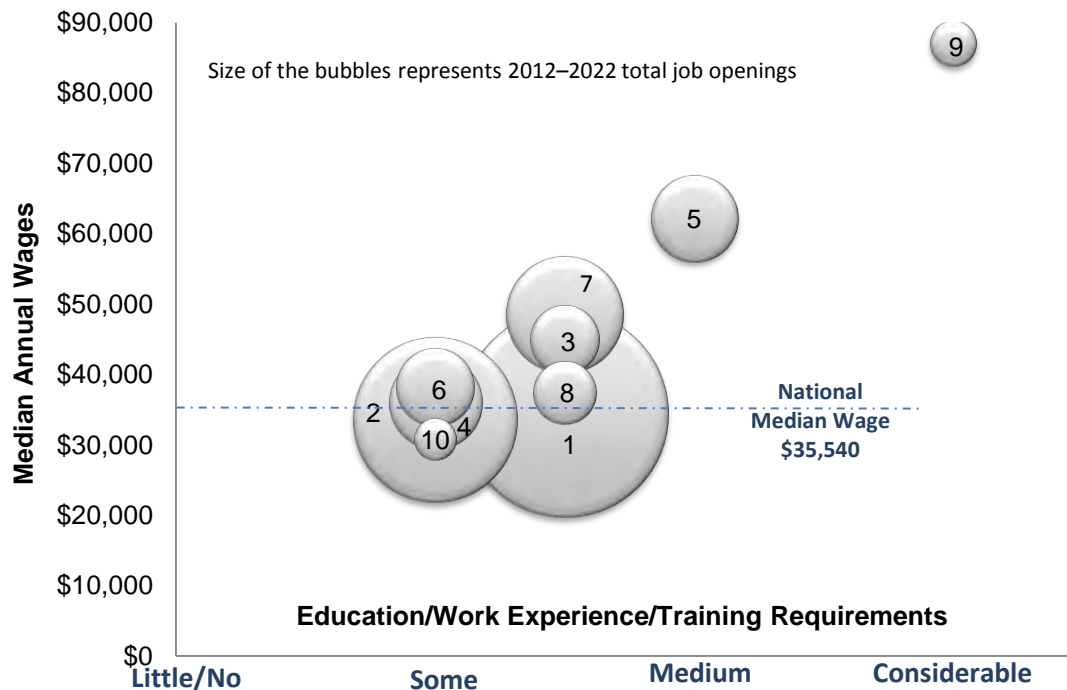 $90,000
9
Size of the bubbles represents 2012–2022 total job openings
$80,000
$70,000
5
$60,000
7
$50,000
3
$40,000
6
8
National
Median Wage
$35,540
2
4
10
1
$30,000
$20,000
$10,000
Education/Work Experience/Training Requirements
$0
Median Annual Wages
Little/No
Some
Medium
Considerable